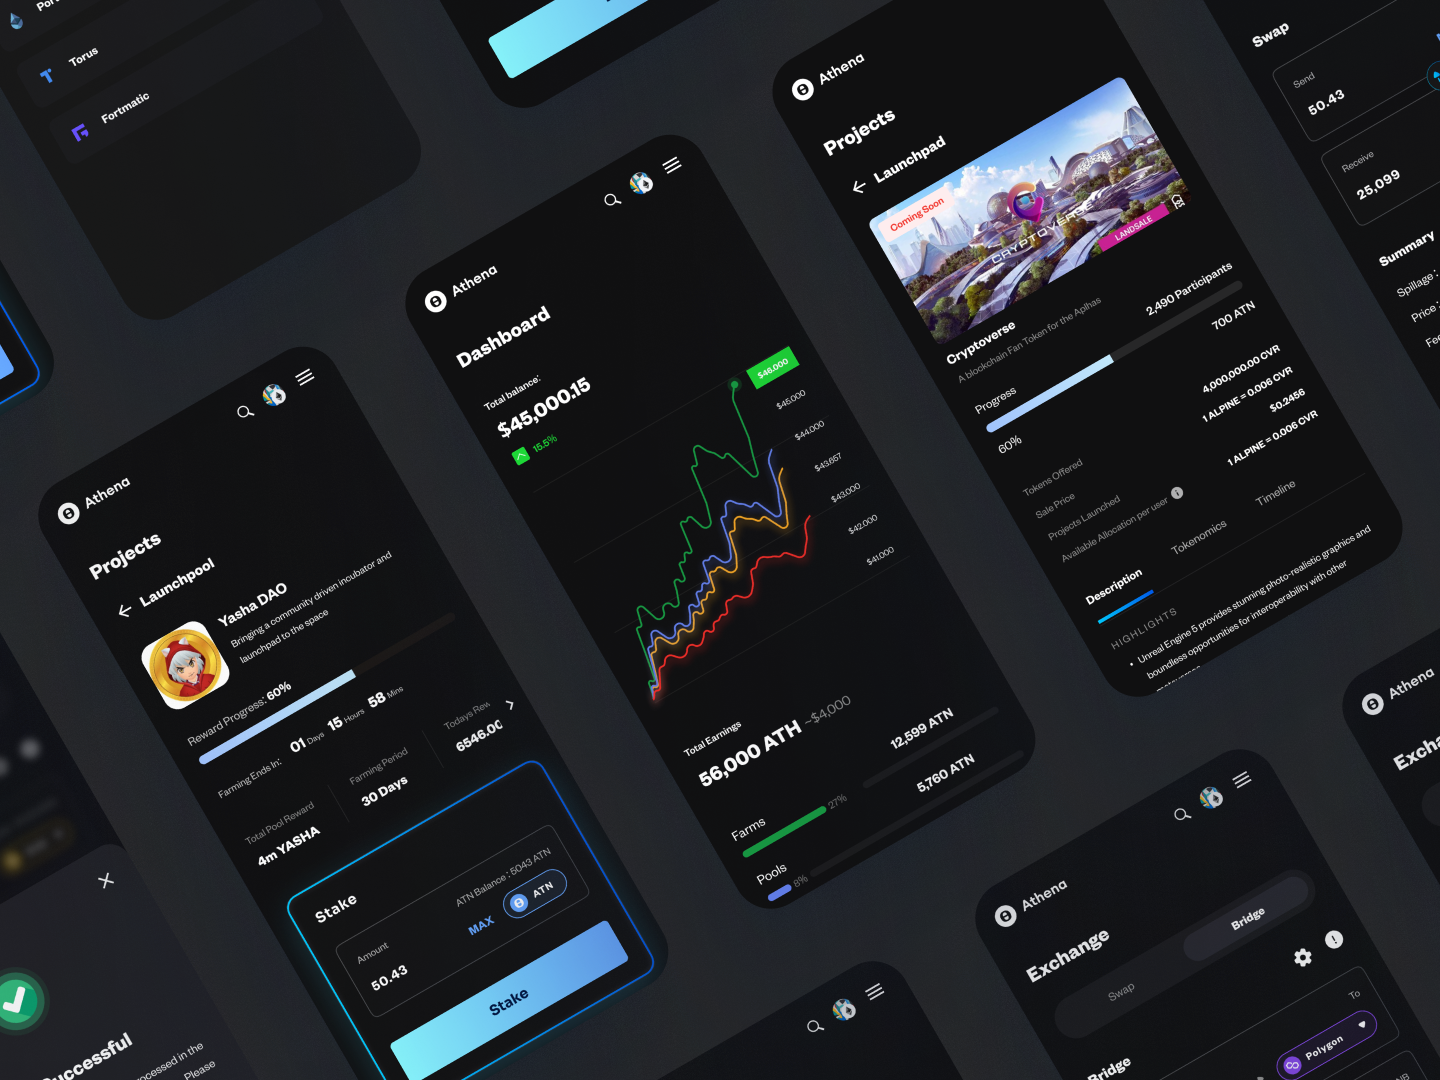 Torus
Fortmatic
Athena
Projects
Launchpool
Yasha DAO
Bringing a community driven incubator and
launchpad to the space
Reward Progress: 60%
Farming Ends In: 01 Days 15 Hours 58 Mins
Total Pool Reward
4m YASHA
Farming Period
30 Days
Todays Rew
6546.00
Stake
Amount
50.43
ATN Balance : 5043 ATN
MAX
ATN
Stake
Successful
ocessed in the
Please
Athena
Dashboard
Total balance:
$45,000.15
15.5%
$46.000
$45.000
$44.000
$43.667
$43.000
$42.000
$41.000
Total Earnings
56,000 ATH ~$4,000
12,599 ATN
Farms
27%
5,760 ATN
Pools
8%
Athena
Projects
Launchpad
Coming Soon
CRYPTOVERSE
LANDSALE
Cryptoverse
A blockchain Fan Token for the Aplhas
2,490 Participants
Progress
700 ATN
60%
Tokens Offered
4,000,000.00 CVR
Sale Price
1 ALPINE = 0.006 CVR
Projects Launched
$0.2456
Available Allocation per user
1 ALPINE = 0.006 CVR
Description
Tokenomics
Timeline
HIGHLIGHTS
• Unreal Engine 5 provides stunning photo-realistic graphics and
boundless opportunities for interoperability with other
Swap
Send
50.43
Receive
25,099
Summary
Spillage :
Price :
Fee
Athena
Exchange
Swap
Bridge
Bridge
To
Polygon
Athena